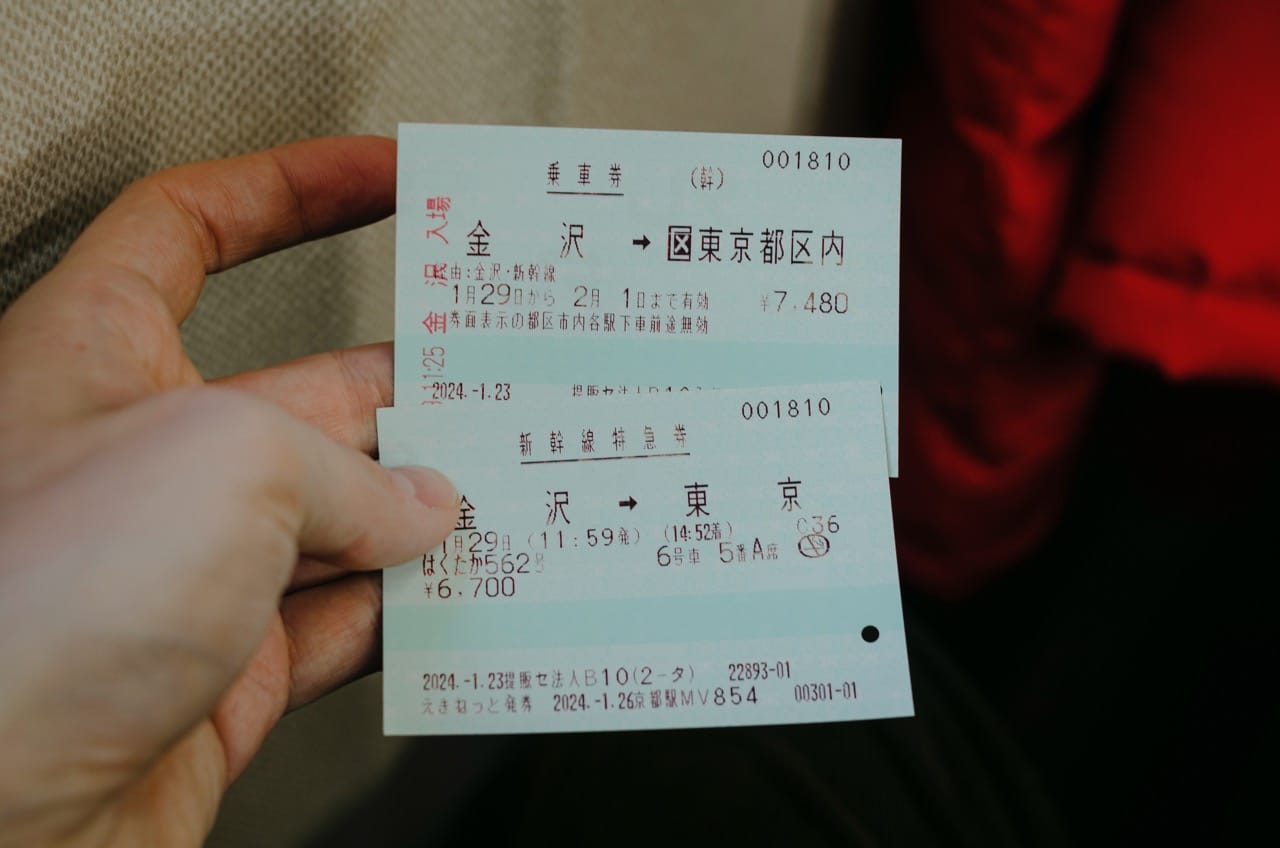 001810
乗車券 (幹)
金沢 → 区東京都区内
由:金沢・新幹線
1月29日から 2月 1日まで有効 ¥7,480
券面表示の都区市内各駅下車前途無効
2024.-1.23
11:25 金沢 入場
001810
新幹線特急券
金沢 → 東京
月29日 (11:59発) (14:52着) C36
はくたか562号 6号車 5番A席
¥6,700
2024.-1.23提販セ法人B10(2-タ) 22893-01
えきねっと発券 2024.-1.26京都駅MV854 00301-01